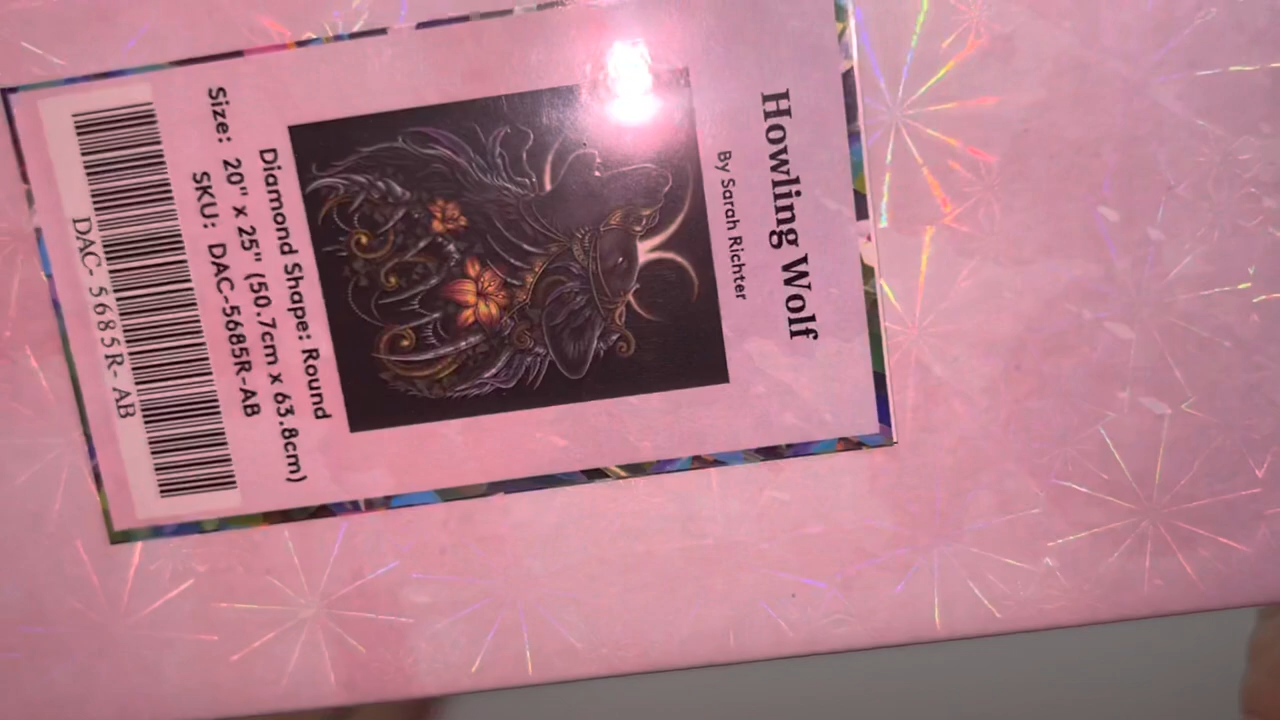 Howling Wolf
By Sarah Richter
Diamond Shape: Round
Size: 20" x 25" (50.7cm x 63.8cm)
SKU: DAC-5685R-AB
DAC- 5685R- AB